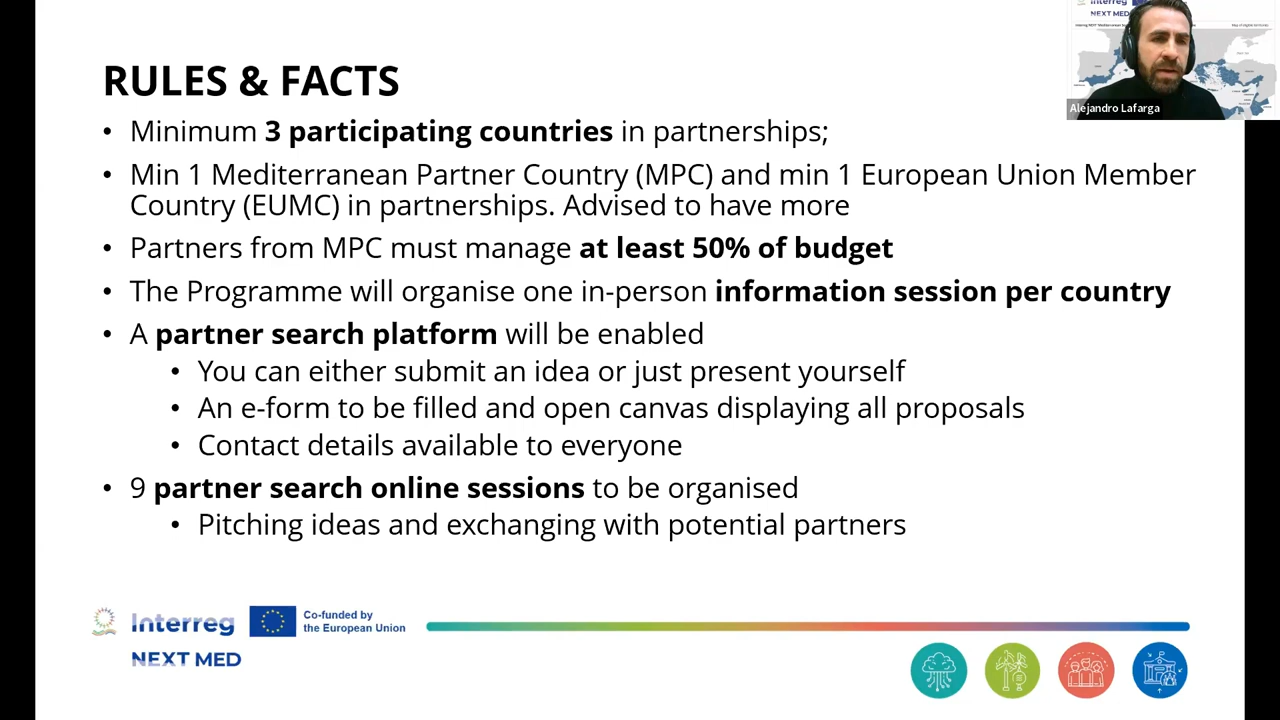 RULES & FACTS
• Minimum 3 participating countries in partnerships;
• Min 1 Mediterranean Partner Country (MPC) and min 1 European Union Member
Country (EUMC) in partnerships. Advised to have more
• Partners from MPC must manage at least 50% of budget
• The Programme will organise one in-person information session per country
• A partner search platform will be enabled
• You can either submit an idea or just present yourself
• An e-form to be filled and open canvas displaying all proposals
• Contact details available to everyone
• 9 partner search online sessions to be organised
• Pitching ideas and exchanging with potential partners
NEXT MED
Alejandro Lafarga
Interreg
Co-funded by
the European Union
NEXT MED